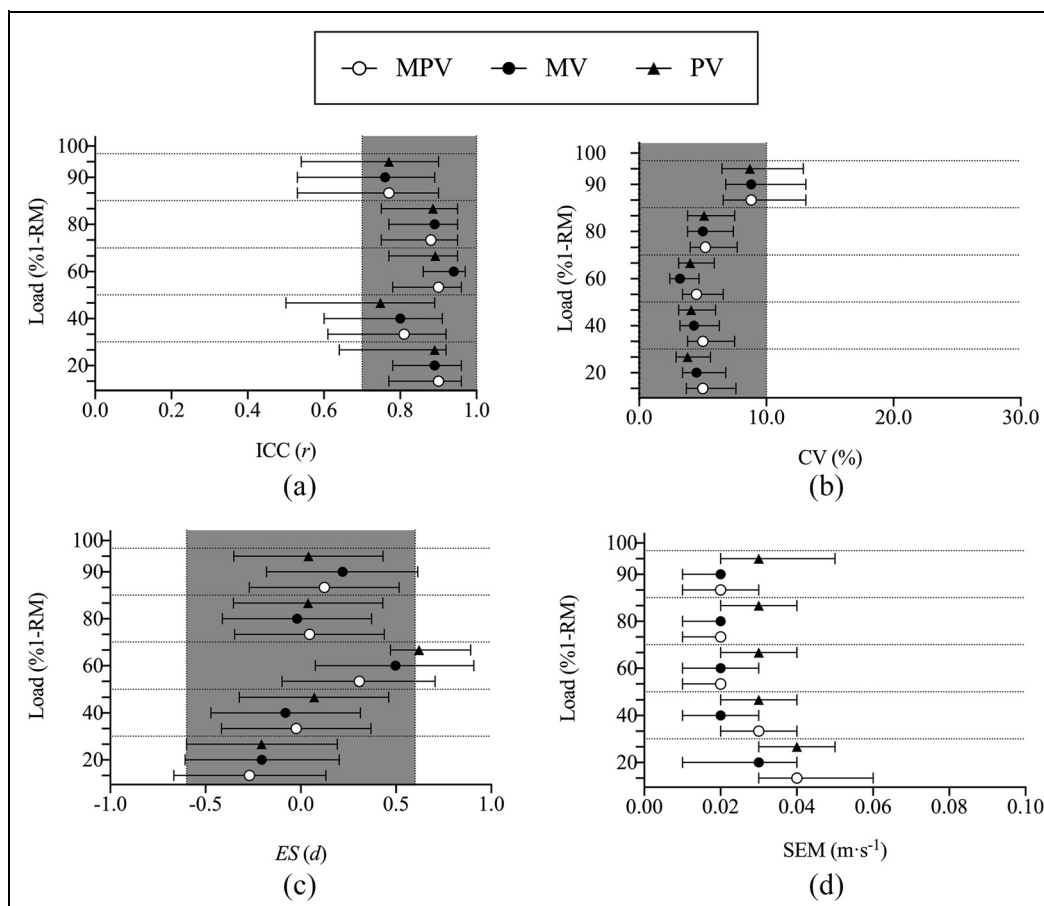 MPV MV PV
100
90
80
60
40
20
Load (%1-RM)
0.0 0.2 0.4 0.6 0.8 1.0
ICC (r)
(a)
100
90
80
60
40
20
Load (%1-RM)
0.0 10.0 20.0 30.0
CV (%)
(b)
100
90
80
60
40
20
Load (%1-RM)
-1.0 -0.5 0.0 0.5 1.0
ES (d)
(c)
100
90
80
60
40
20
Load (%1-RM)
0.00 0.02 0.04 0.06 0.08 0.10
SEM (m·s-1)
(d)